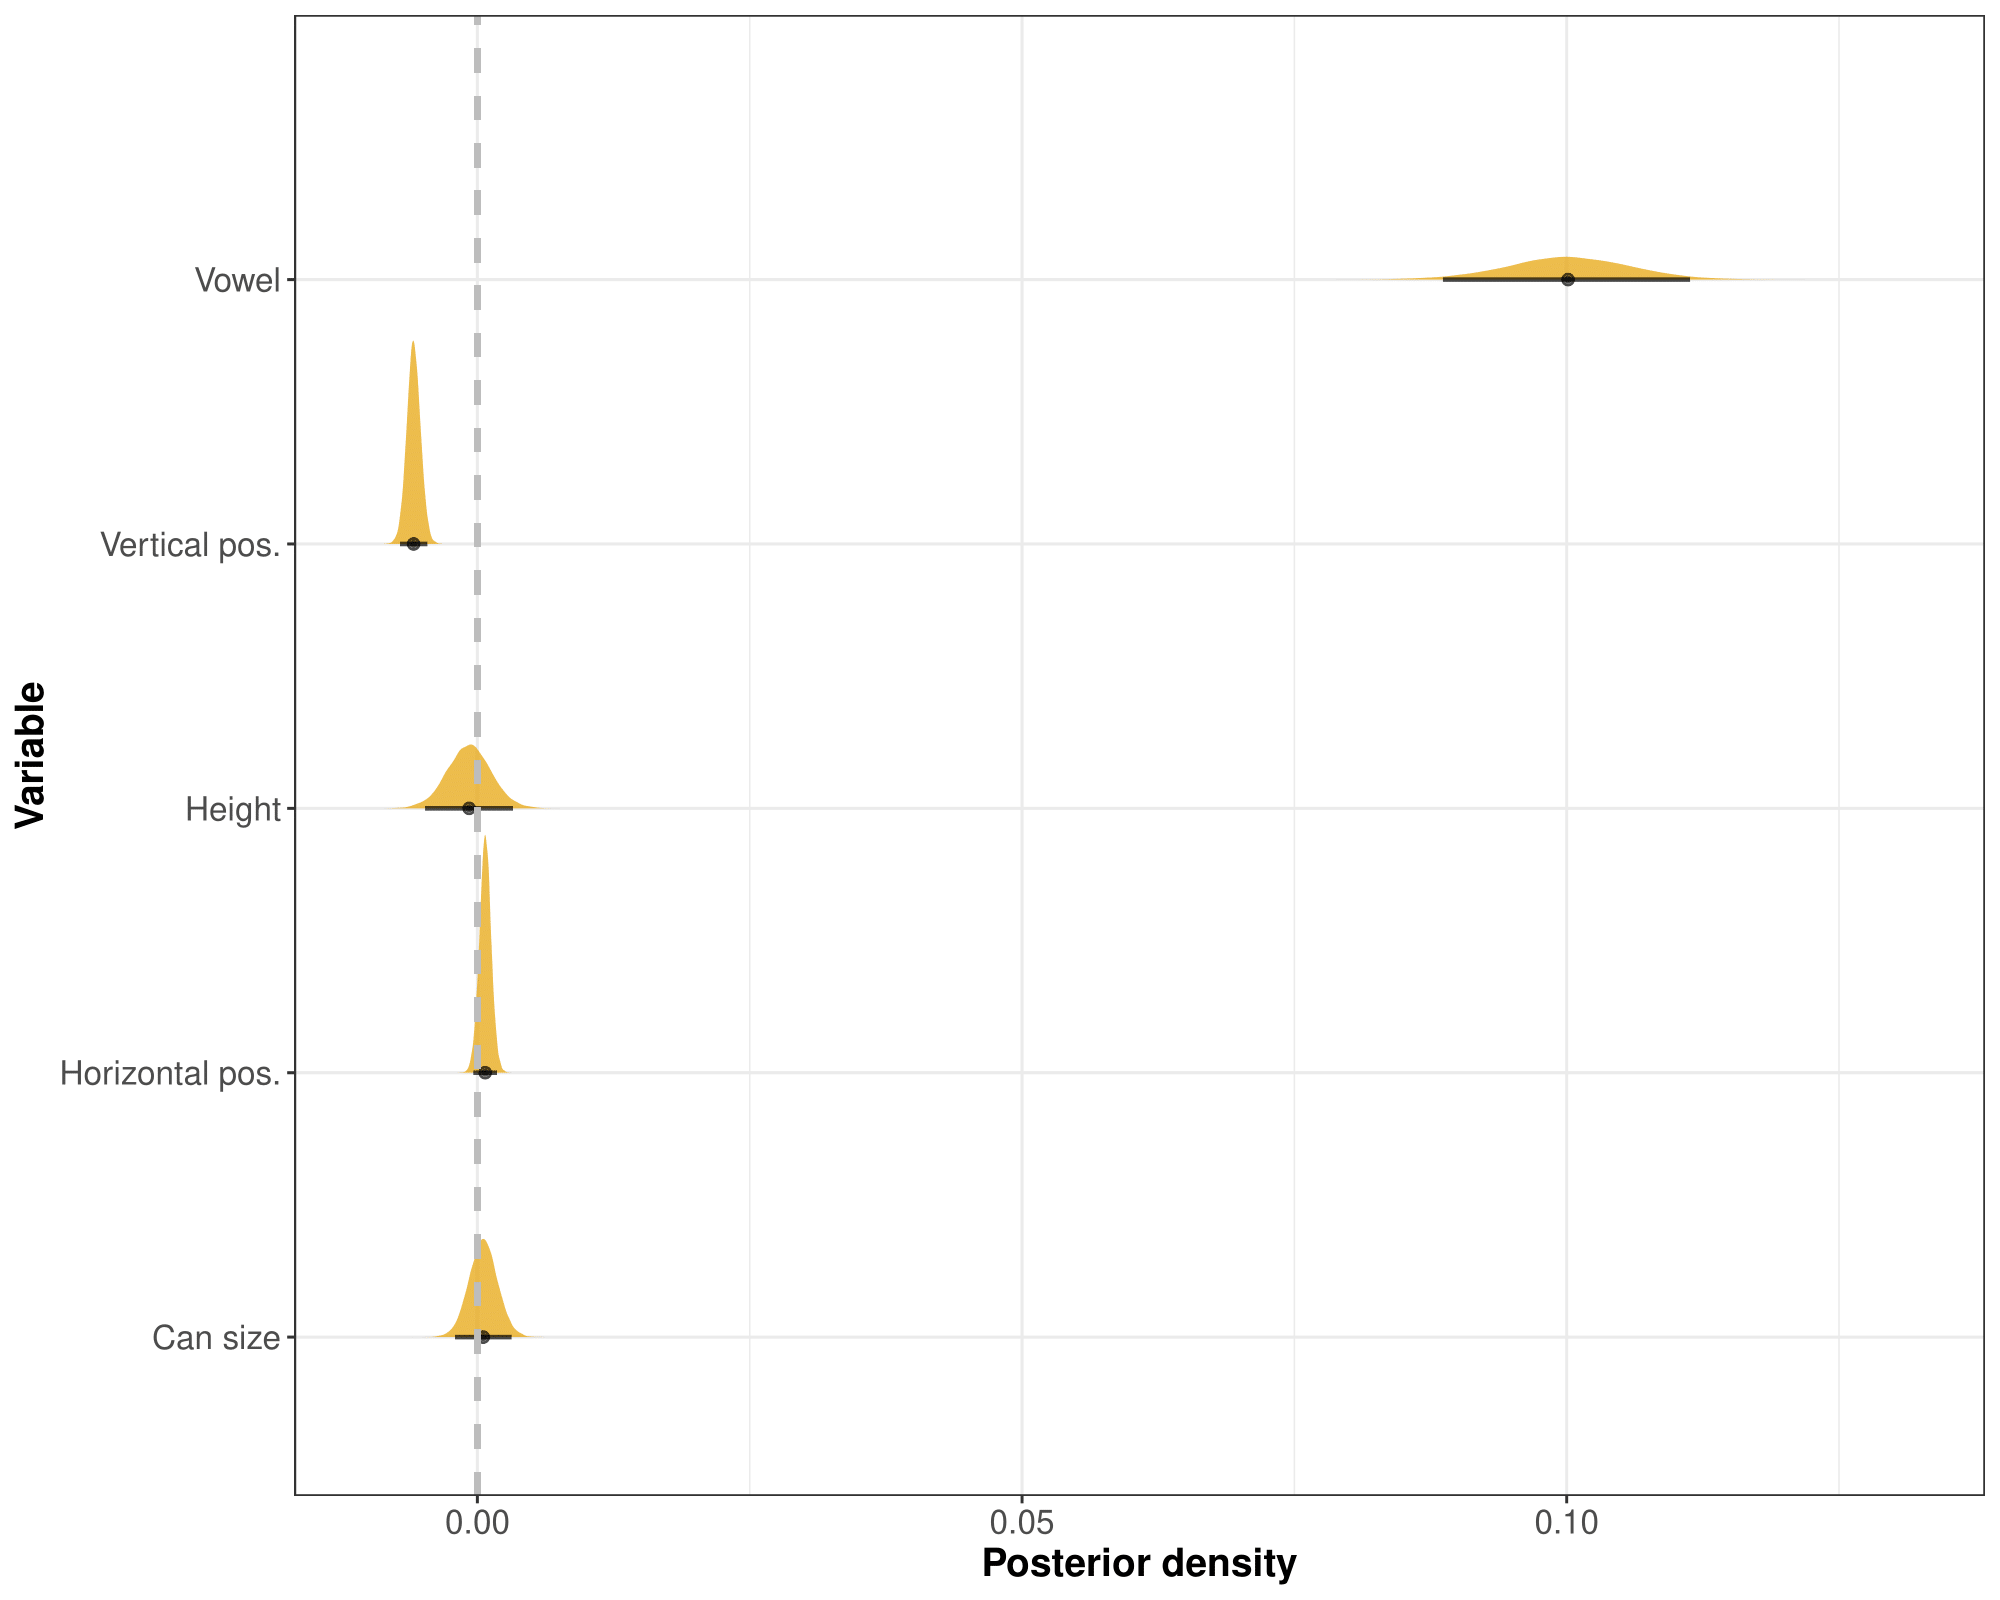 Vowel
Vertical pos.
Height
Horizontal pos.
Can size
Variable
0.00 0.05 0.10
Posterior density